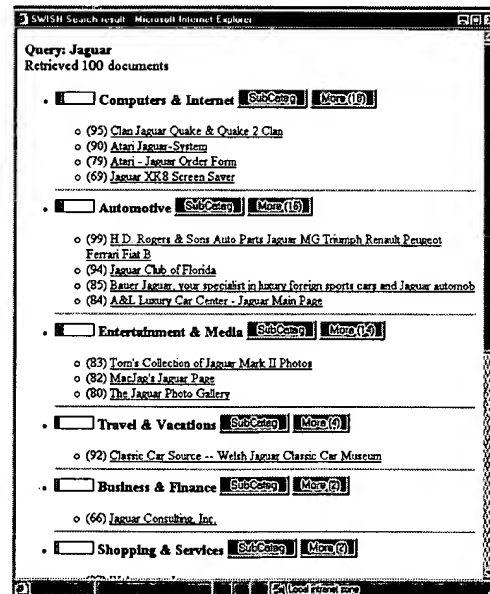 SWISH Search result - Microsoft Internet Explorer
Query: Jaguar
Retrieved 100 documents
Computers & Internet SubCateg More (16)
(95) Clan Jaguar Quake & Quake 2 Clan
(90) Atari Jaguar-System
(79) Atari - Jaguar Order Form
(69) Jaguar XK8 Screen Saver
Automotive SubCateg More (16)
(99) H.D. Rogers & Sons Auto Parts Jaguar MG Triumph Renault Peugeot
Ferrari Fiat B
(94) Jaguar Club of Florida
(85) Bauer Jaguar, your specialist in luxury foreign sports cars and Jaguar automob
(84) A&L Luxury Car Center - Jaguar Main Page
Entertainment & Media SubCateg More (14)
(83) Tom's Collection of Jaguar Mark II Photos
(82) MacJag's Jaguar Page
(80) The Jaguar Photo Gallery
Travel & Vacations SubCateg More (4)
(92) Classic Car Source -- Welsh Jaguar Classic Car Museum
Business & Finance SubCateg More (2)
(66) Jaguar Consulting, Inc.
Shopping & Services SubCateg More (2)
Local intranet zone